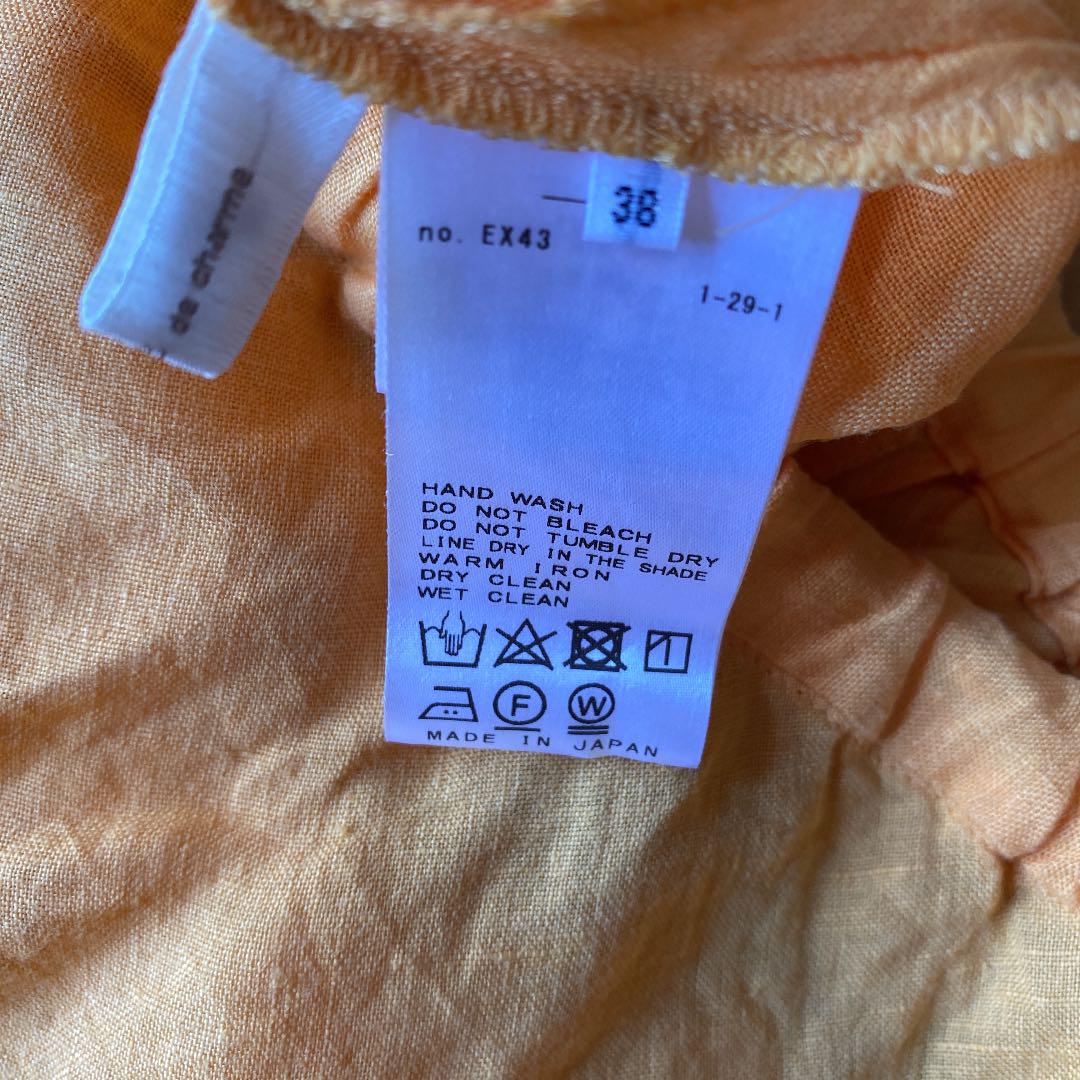 de charme
36
no. EX43
1-29-1
HAND WASH
DO NOT BLEACH
DO NOT TUMBLE DRY
LINE DRY IN THE SHADE
WARM IRON
DRY CLEAN
WET CLEAN
F
W
MADE IN JAPAN